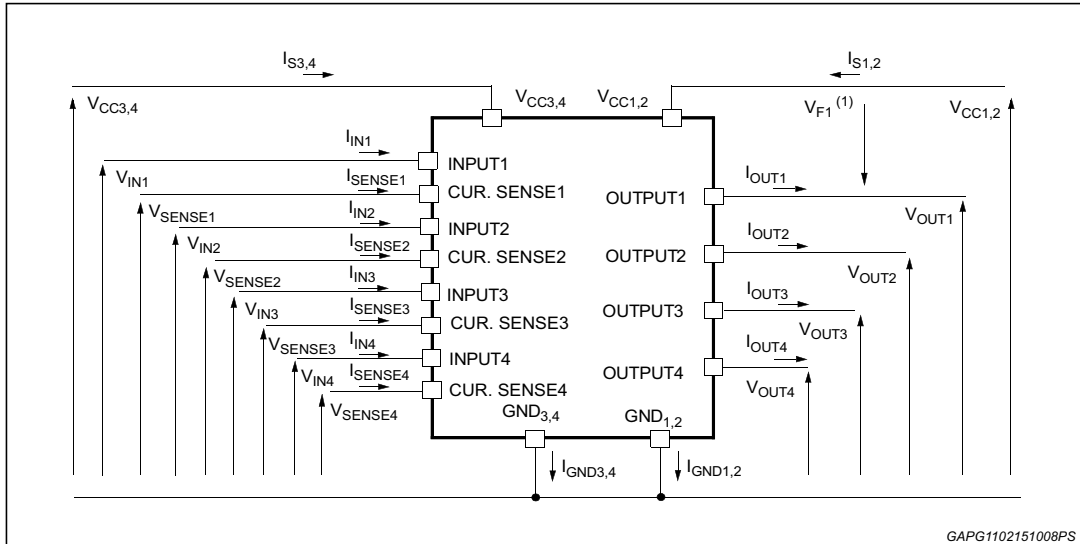 I_S3,4
I_S1,2
V_CC3,4
V_CC3,4
V_CC1,2
V_F1 (1)
V_CC1,2
I_IN1
INPUT1
V_IN1
I_SENSE1
CUR. SENSE1
OUTPUT1
I_OUT1
V_SENSE1
I_IN2
INPUT2
V_OUT1
V_IN2
I_SENSE2
CUR. SENSE2
OUTPUT2
I_OUT2
V_SENSE2
I_IN3
INPUT3
V_OUT2
V_IN3
I_SENSE3
CUR. SENSE3
OUTPUT3
I_OUT3
V_SENSE3
I_IN4
INPUT4
V_OUT3
V_IN4
I_SENSE4
CUR. SENSE4
OUTPUT4
I_OUT4
V_SENSE4
V_OUT4
GND3,4
GND1,2
I_GND3,4
I_GND1,2
GAPG1102151008PS